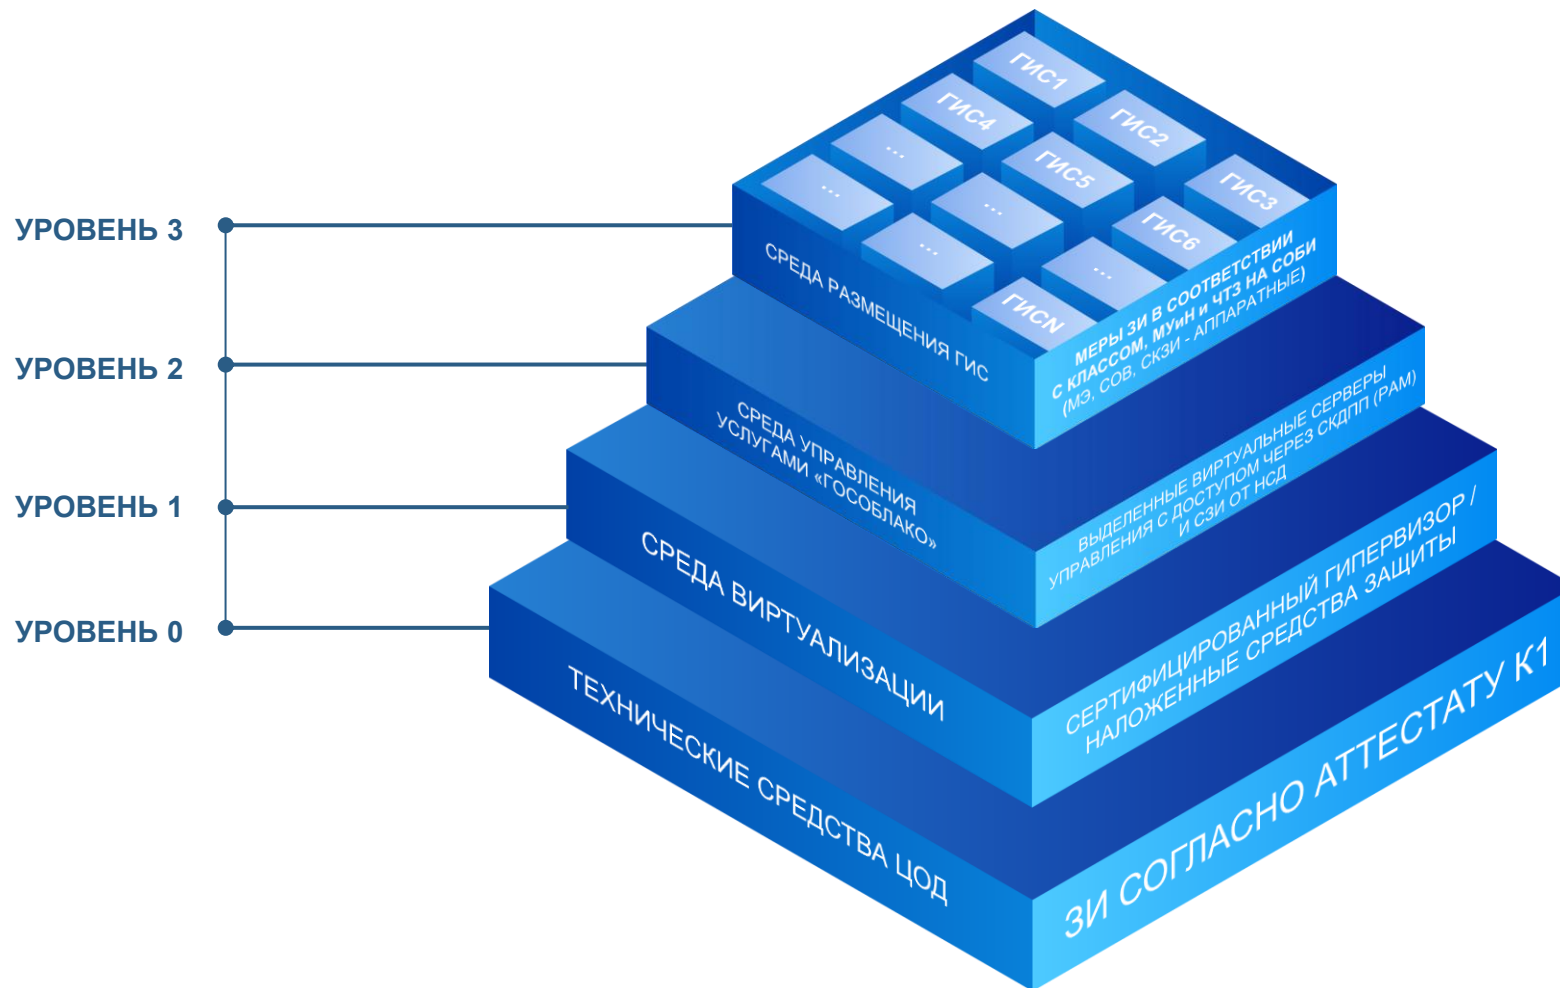 ГИС1
ГИС2
ГИС3
ГИС4
ГИС5
ГИС6
...
...
...
...
...
ГИСN
УРОВЕНЬ 3
СРЕДА РАЗМЕЩЕНИЯ ГИС
МЕРЫ ЗИ В СООТВЕТСТВИИ
С КЛАССОМ, МУиН и ЧТЗ НА СОБИ
(МЭ, СОВ, СКЗИ - АППАРАТНЫЕ)
УРОВЕНЬ 2
СРЕДА УПРАВЛЕНИЯ
УСЛУГАМИ «ГОСОБЛАКО»
ВЫДЕЛЕННЫЕ ВИРТУАЛЬНЫЕ СЕРВЕРЫ
УПРАВЛЕНИЯ С ДОСТУПОМ ЧЕРЕЗ СКДПП (PAM)
И СЗИ ОТ НСД
УРОВЕНЬ 1
СРЕДА ВИРТУАЛИЗАЦИИ
СЕРТИФИЦИРОВАННЫЙ ГИПЕРВИЗОР /
НАЛОЖЕННЫЕ СРЕДСТВА ЗАЩИТЫ
УРОВЕНЬ 0
ТЕХНИЧЕСКИЕ СРЕДСТВА ЦОД
ЗИ СОГЛАСНО АТТЕСТАТУ К1